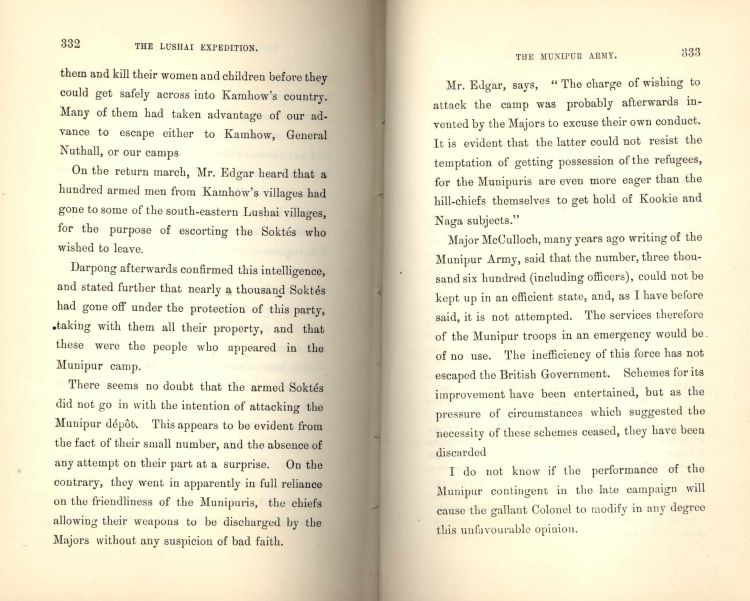 332
THE LUSHAI EXPEDITION.
them and kill their women and children before they
could get safely across into Kamhow's country.
Many of them had taken advantage of our ad-
vance to escape either to Kamhow, General
Nuthall, or our camps
On the return march, Mr. Edgar heard that a
hundred armed men from Kamhow's villages had
gone to some of the south-eastern Lushai villages,
for the purpose of escorting the Soktés who
wished to leave.
Darpong afterwards confirmed this intelligence,
and stated further that nearly a thousand Soktés
had gone off under the protection of this party,
taking with them all their property, and that
these were the people who appeared in the
Munipur camp.
There seems no doubt that the armed Soktés
did not go in with the intention of attacking the
Munipur dépôt. This appears to be evident from
the fact of their small number, and the absence of
any attempt on their part at a surprise. On the
contrary, they went in apparently in full reliance
on the friendliness of the Munipuris, the chiefs
allowing their weapons to be discharged by the
Majors without any suspicion of bad faith.
THE MUNIPUR ARMY.
333
Mr. Edgar, says, "The charge of wishing to
attack the camp was probably afterwards in-
vented by the Majors to excuse their own conduct.
It is evident that the latter could not resist the
temptation of getting possession of the refugees,
for the Munipuris are even more eager than the
hill-chiefs themselves to get hold of Kookie and
Naga subjects."
Major McCulloch, many years ago writing of the
Munipur Army, said that the number, three thou-
sand six hundred (including officers), could not be
kept up in an efficient state, and, as I have before
said, it is not attempted. The services therefore
of the Munipur troops in an emergency would be
of no use. The inefficiency of this force has not
escaped the British Government. Schemes for its
improvement have been entertained, but as the
pressure of circumstances which suggested the
necessity of these schemes ceased, they have been
discarded
I do not know if the performance of the
Munipur contingent in the late campaign will
cause the gallant Colonel to modify in any degree
this unfavourable opinion.